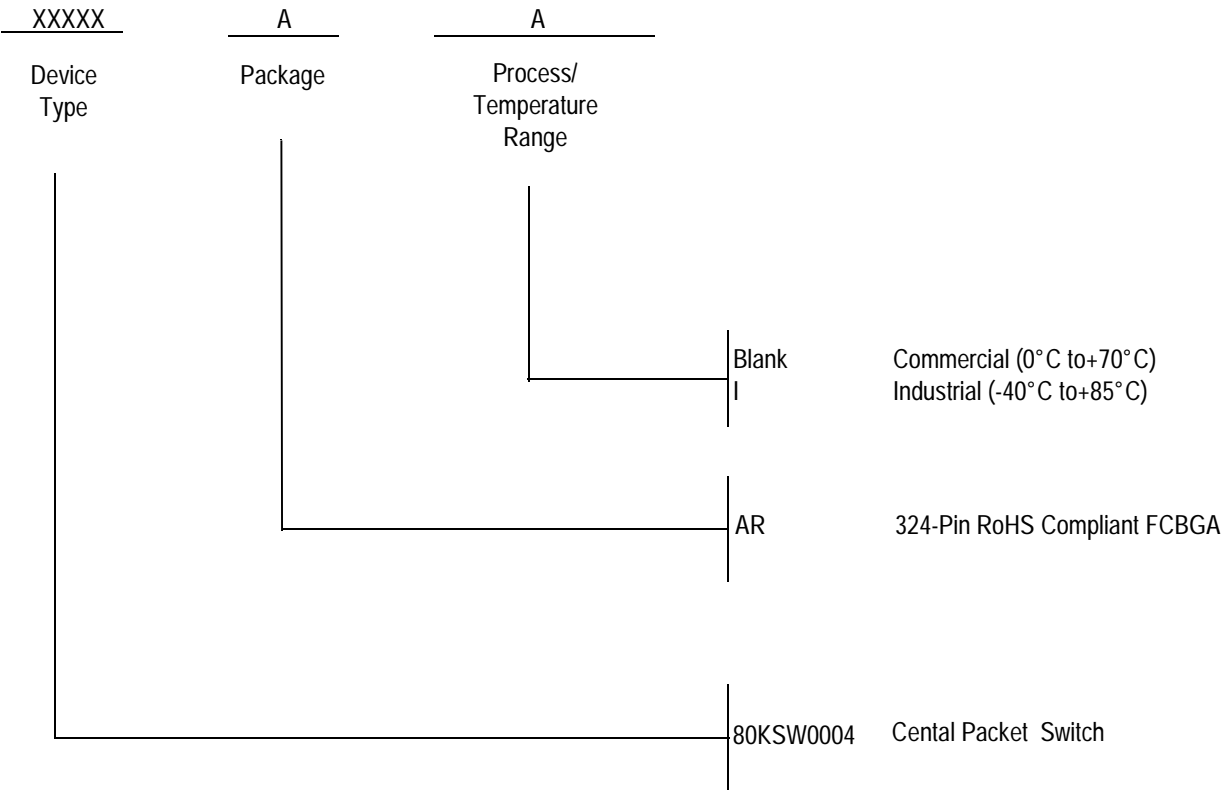 XXXXX A A
Device Type
Package
Process/
Temperature
Range
Blank Commercial (0°C to+70°C)
I Industrial (-40°C to+85°C)
AR 324-Pin RoHS Compliant FCBGA
80KSW0004 Cental Packet Switch